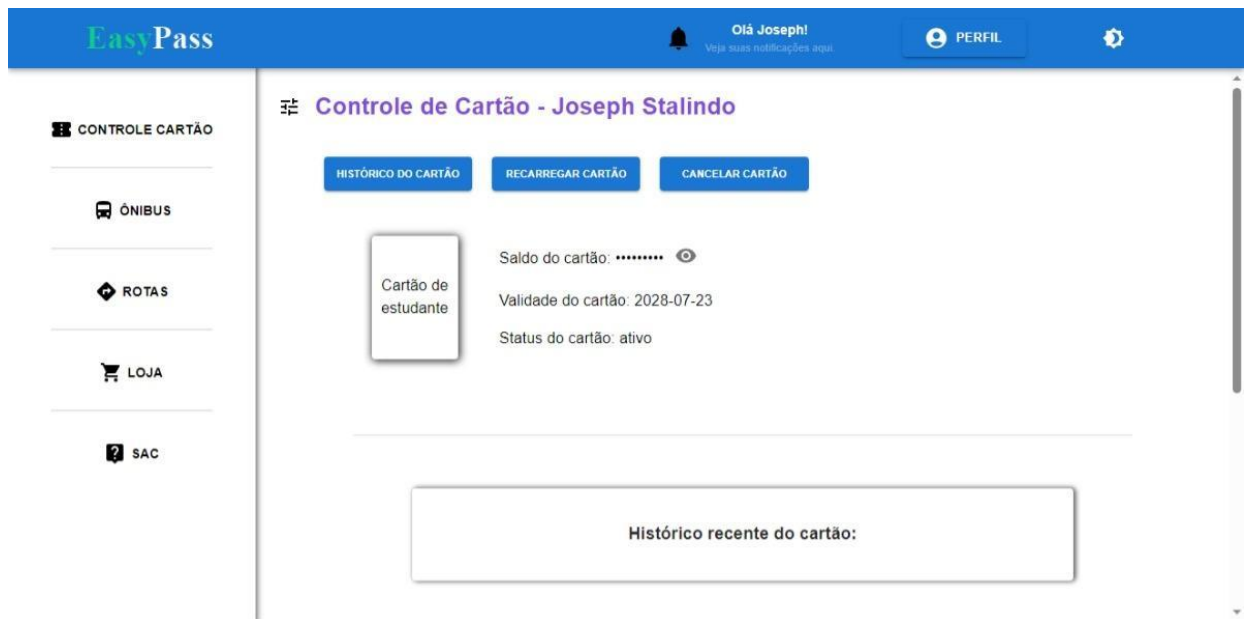 EasyPass
Olá Joseph!
Veja suas notificações aqui.
PERFIL
CONTROLE CARTÃO
ÔNIBUS
ROTAS
LOJA
SAC
Controle de Cartão - Joseph Stalindo
HISTÓRICO DO CARTÃO
RECARREGAR CARTÃO
CANCELAR CARTÃO
Cartão de
estudante
Saldo do cartão: •••••••••
Validade do cartão: 2028-07-23
Status do cartão: ativo
Histórico recente do cartão: